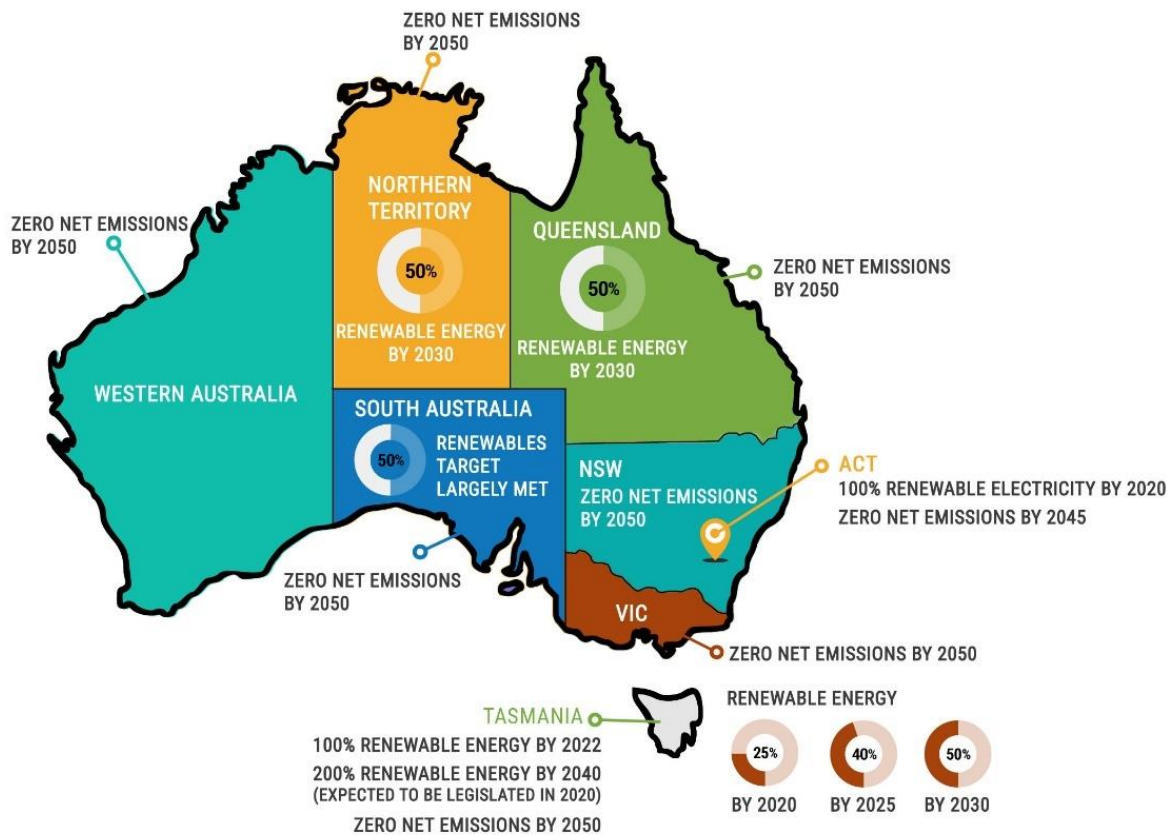 ZERO NET EMISSIONS
BY 2050
NORTHERN
TERRITORY
50%
RENEWABLE ENERGY
BY 2030
ZERO NET EMISSIONS
BY 2050
QUEENSLAND
50%
RENEWABLE ENERGY
BY 2030
ZERO NET EMISSIONS
BY 2050
WESTERN AUSTRALIA
SOUTH AUSTRALIA
50%
RENEWABLES
TARGET
LARGELY MET
ZERO NET EMISSIONS
BY 2050
NSW
ZERO NET EMISSIONS
BY 2050
ACT
100% RENEWABLE ELECTRICITY BY 2020
ZERO NET EMISSIONS BY 2045
VIC
ZERO NET EMISSIONS BY 2050
RENEWABLE ENERGY
25%
BY 2020
40%
BY 2025
50%
BY 2030
TASMANIA
100% RENEWABLE ENERGY BY 2022
200% RENEWABLE ENERGY BY 2040
(EXPECTED TO BE LEGISLATED IN 2020)
ZERO NET EMISSIONS BY 2050